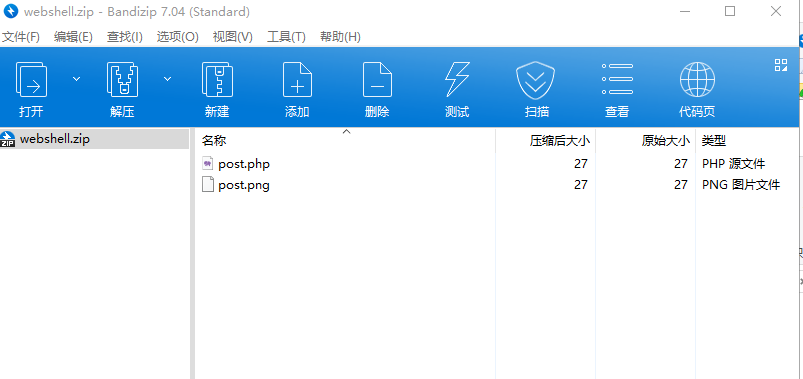 webshell.zip - Bandizip 7.04 (Standard)
文件(F) 编辑(E) 查找(I) 选项(O) 视图(V) 工具(T) 帮助(H)
打开 解压 新建 添加 删除 测试 扫描 查看 代码页
ZIP webshell.zip
名称 压缩后大小 原始大小 类型
post.php 27 27 PHP 源文件
post.png 27 27 PNG 图片文件